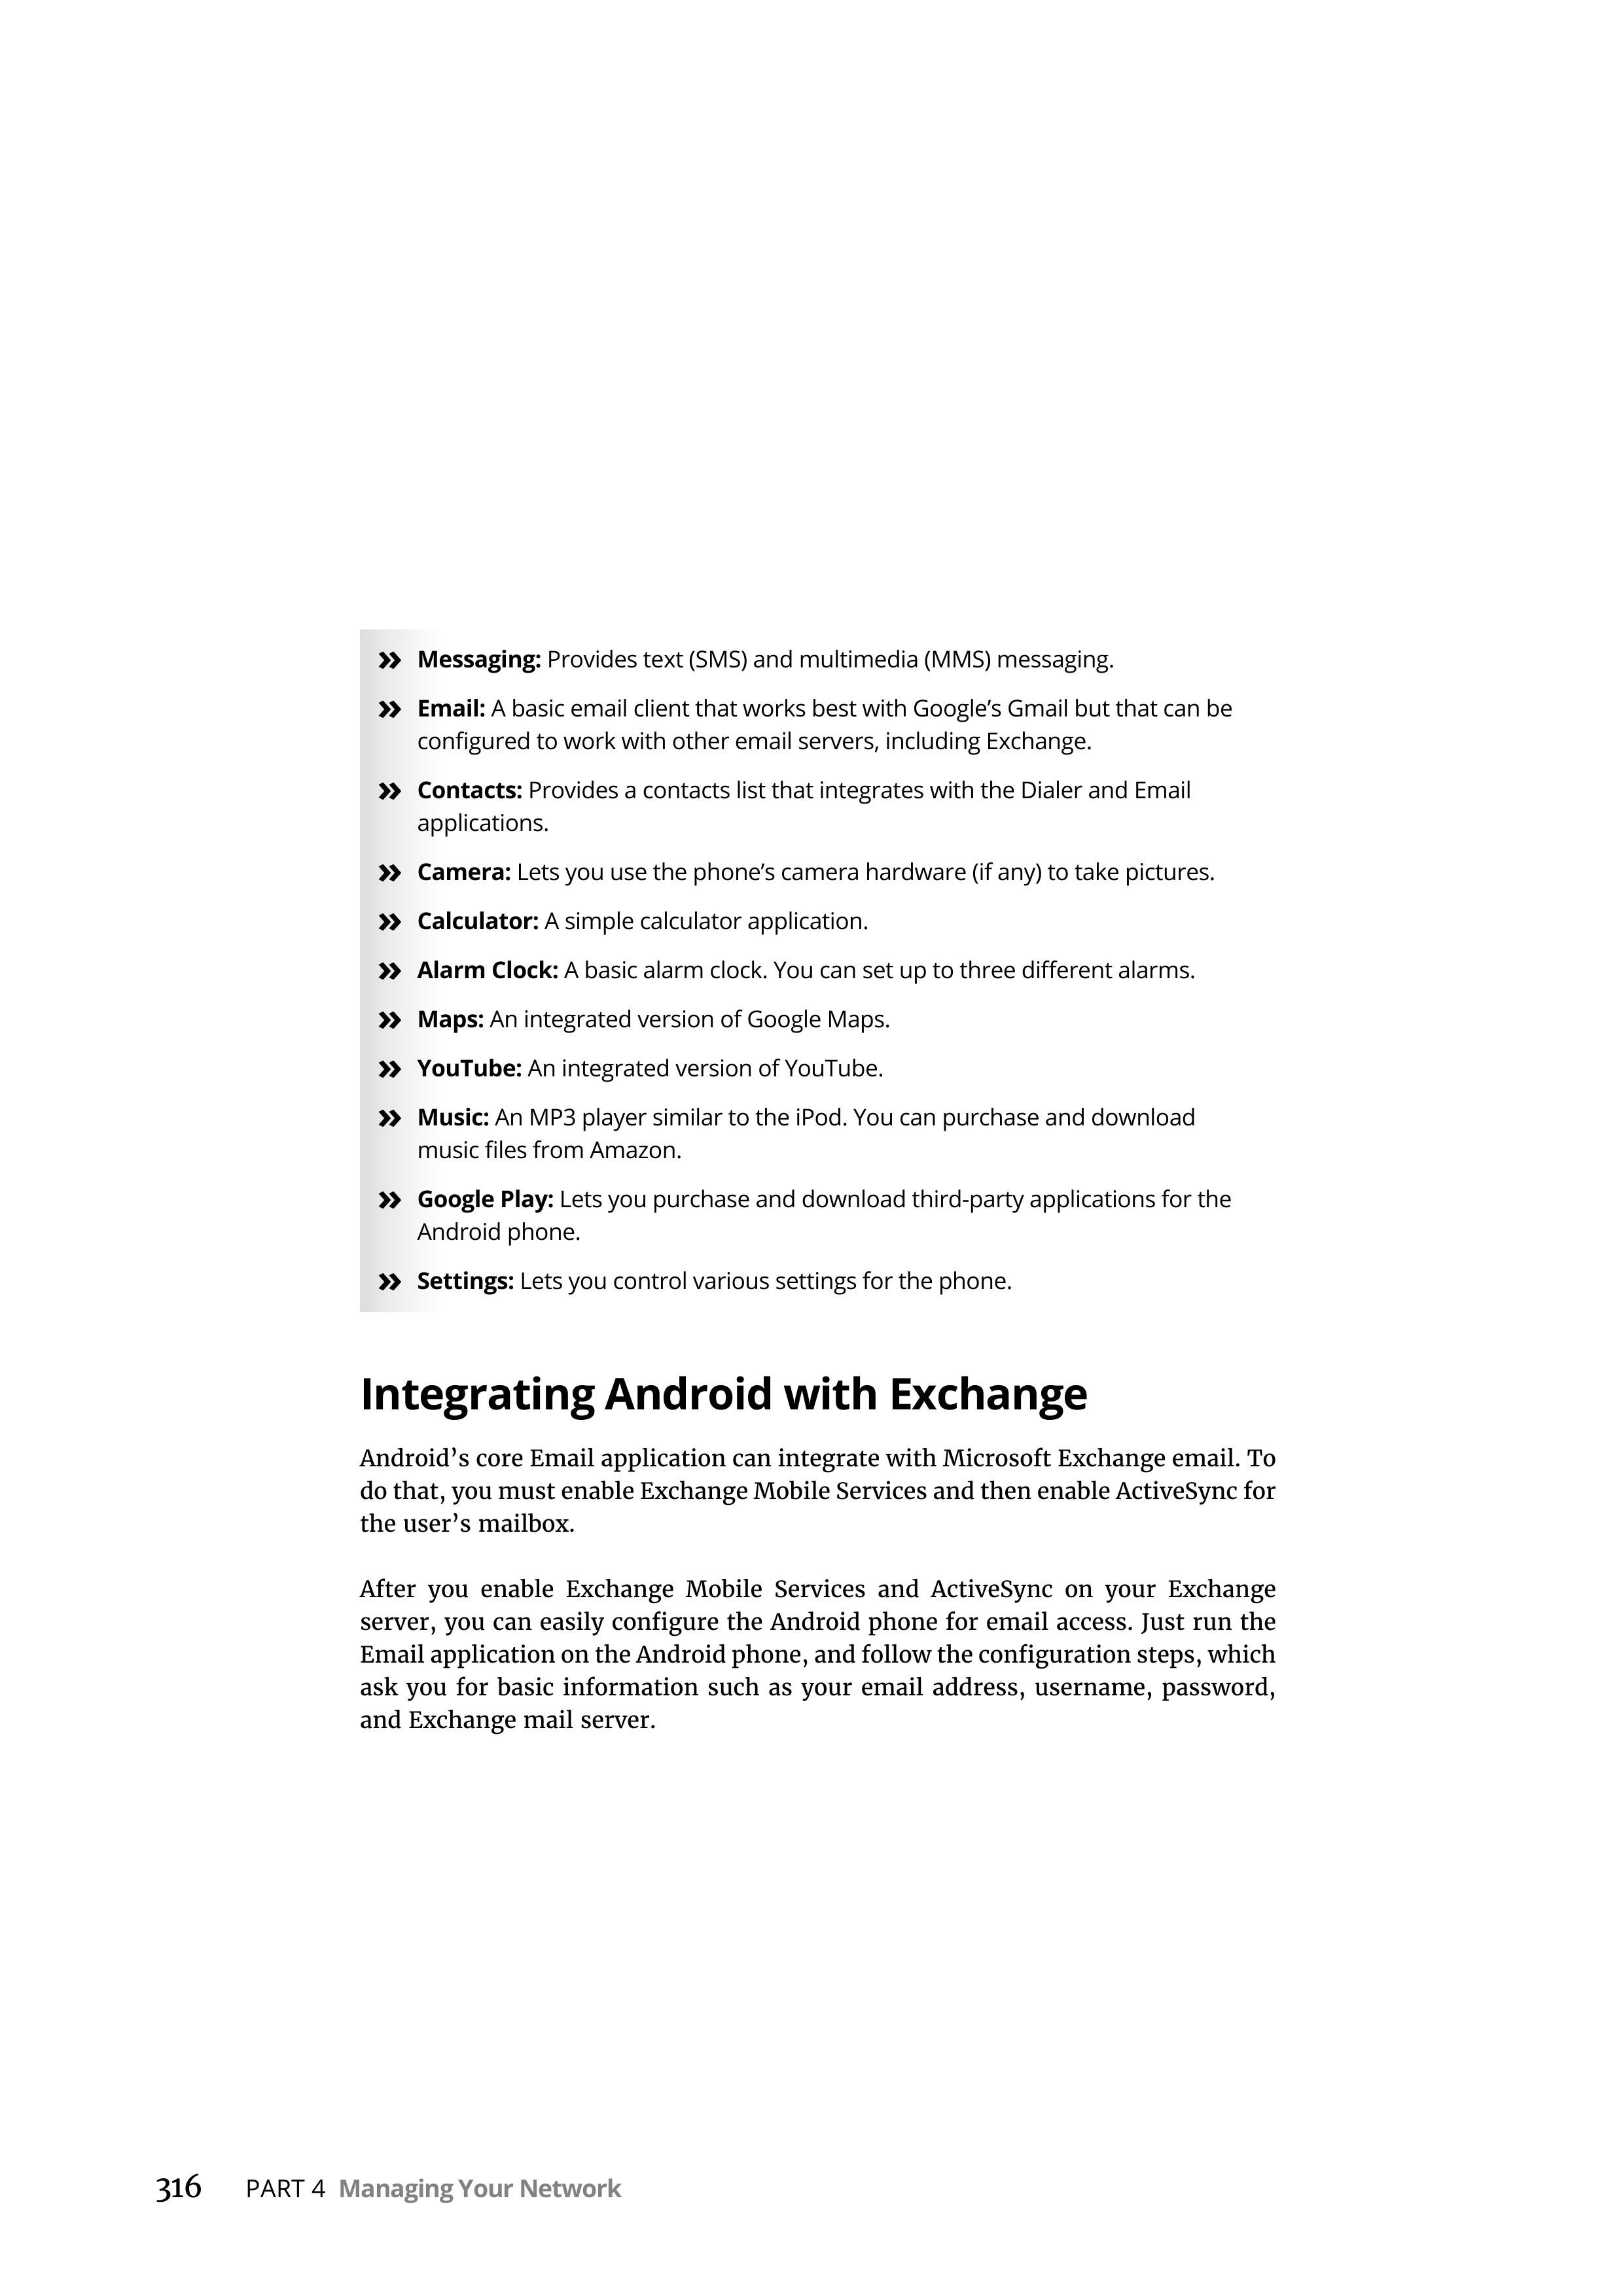 » Messaging: Provides text (SMS) and multimedia (MMS) messaging.
» Email: A basic email client that works best with Google’s Gmail but that can be
configured to work with other email servers, including Exchange.
» Contacts: Provides a contacts list that integrates with the Dialer and Email
applications.
» Camera: Lets you use the phone’s camera hardware (if any) to take pictures.
» Calculator: A simple calculator application.
» Alarm Clock: A basic alarm clock. You can set up to three different alarms.
» Maps: An integrated version of Google Maps.
» YouTube: An integrated version of YouTube.
» Music: An MP3 player similar to the iPod. You can purchase and download
music files from Amazon.
» Google Play: Lets you purchase and download third-party applications for the
Android phone.
» Settings: Lets you control various settings for the phone.
Integrating Android with Exchange
Android’s core Email application can integrate with Microsoft Exchange email. To
do that, you must enable Exchange Mobile Services and then enable ActiveSync for
the user’s mailbox.
After you enable Exchange Mobile Services and ActiveSync on your Exchange
server, you can easily configure the Android phone for email access. Just run the
Email application on the Android phone, and follow the configuration steps, which
ask you for basic information such as your email address, username, password,
and Exchange mail server.
316 PART 4 Managing Your Network